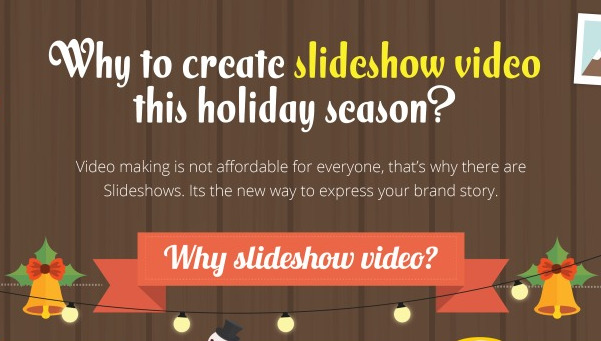 Why to create slideshow video
this holiday season?
Video making is not affordable for everyone, that's why there are
Slideshows. Its the new way to express your brand story.
Why slideshow video?